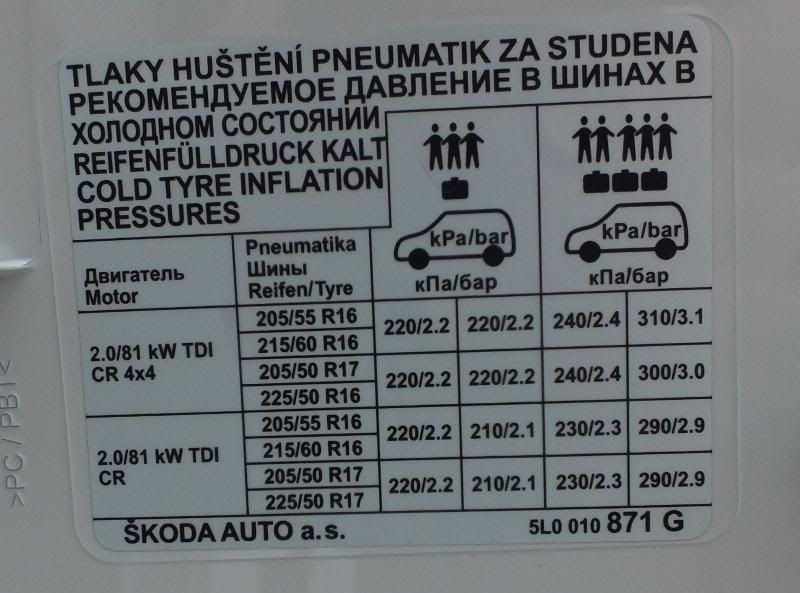 TLAKY HUŠTĚNÍ PNEUMATIK ZA STUDENA
РЕКОМЕНДУЕМОЕ ДАВЛЕНИЕ В ШИНАХ В
ХОЛОДНОМ СОСТОЯНИИ
REIFENFÜLLDRUCK KALT
COLD TYRE INFLATION
PRESSURES
kPa/bar kPa/bar
кПа/бар кПа/бар
Двигатель
Motor
Pneumatika
Шины
Reifen/Tyre
2.0/81 kW TDI
CR 4x4
205/55 R16
215/60 R16
220/2.2 220/2.2 240/2.4 310/3.1
205/50 R17
225/50 R16
220/2.2 220/2.2 240/2.4 300/3.0
2.0/81 kW TDI
CR
205/55 R16
215/60 R16
220/2.2 210/2.1 230/2.3 290/2.9
205/50 R17
225/50 R17
220/2.2 210/2.1 230/2.3 290/2.9
ŠKODA AUTO a.s. 5L0 010 871 G
>PC/PBT<